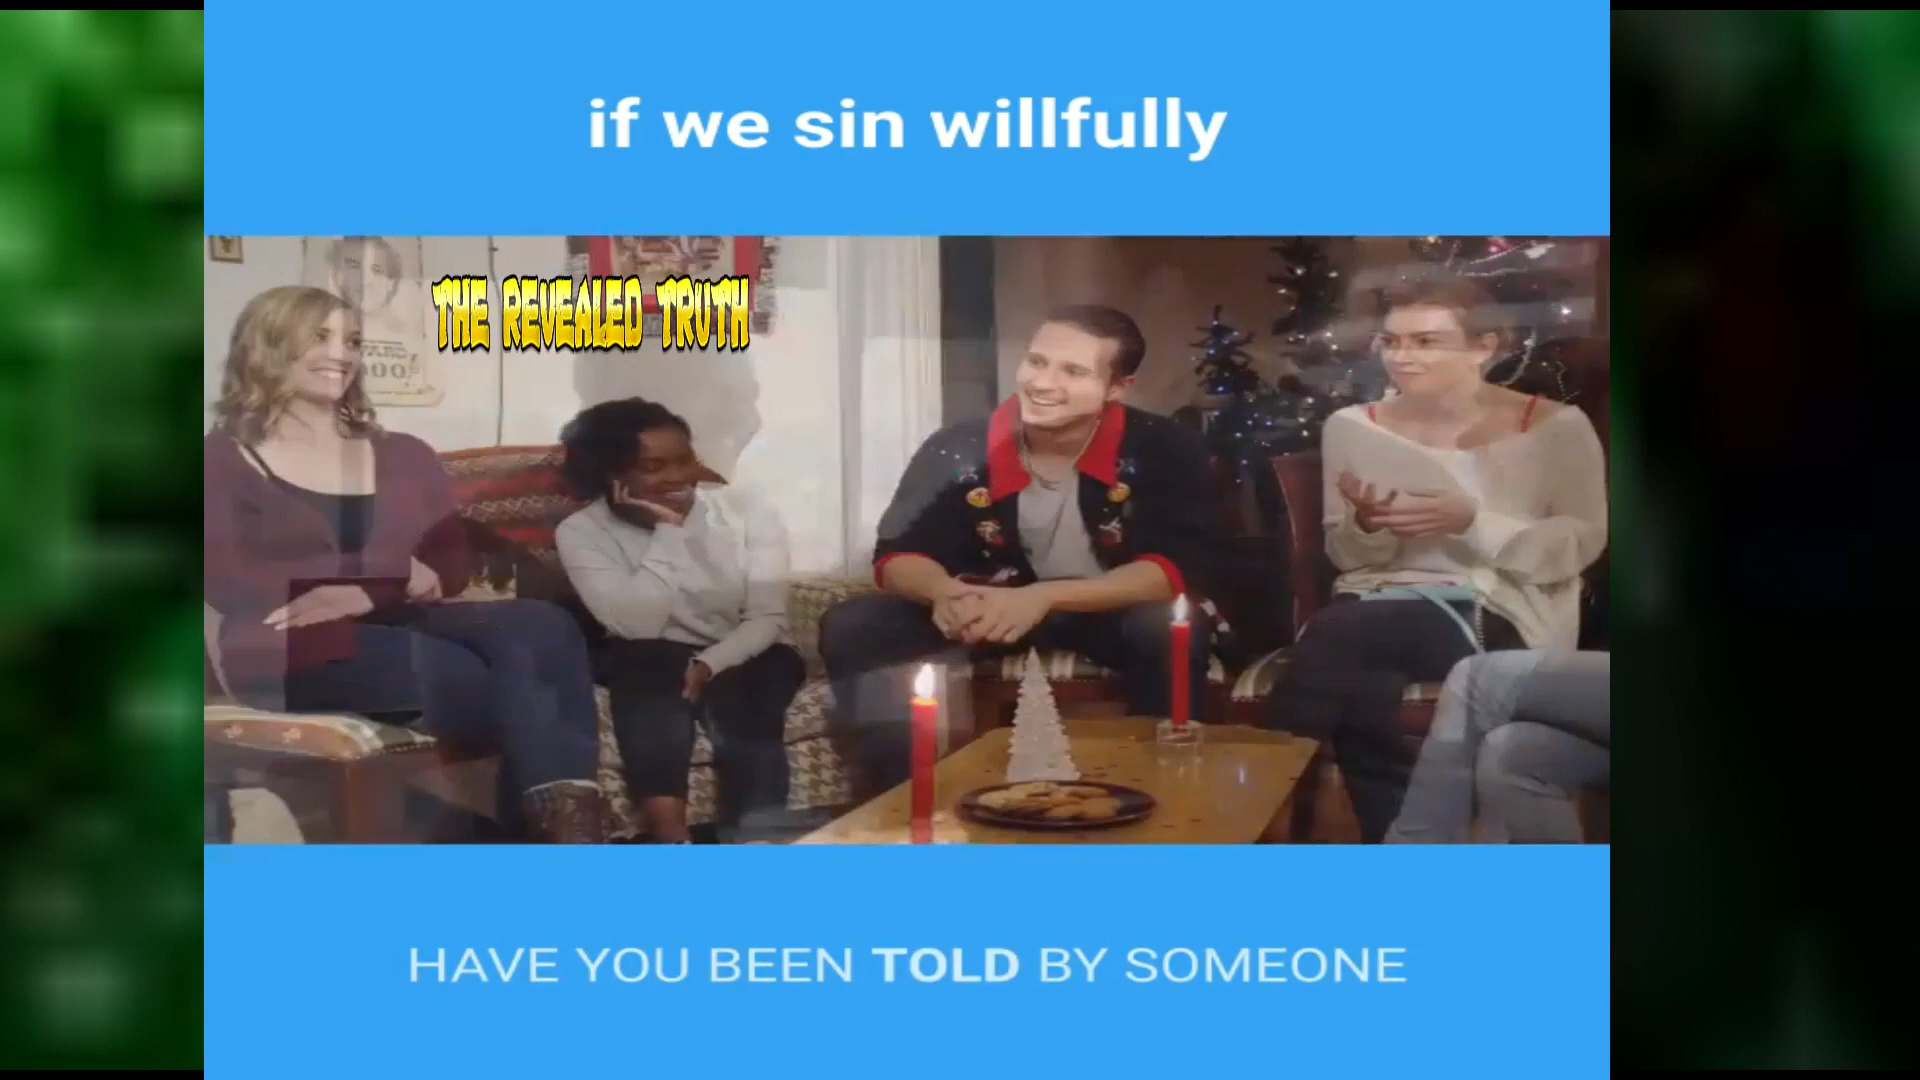 if we sin willfully
THE REVEALED TRUTH
HAVE YOU BEEN TOLD BY SOMEONE